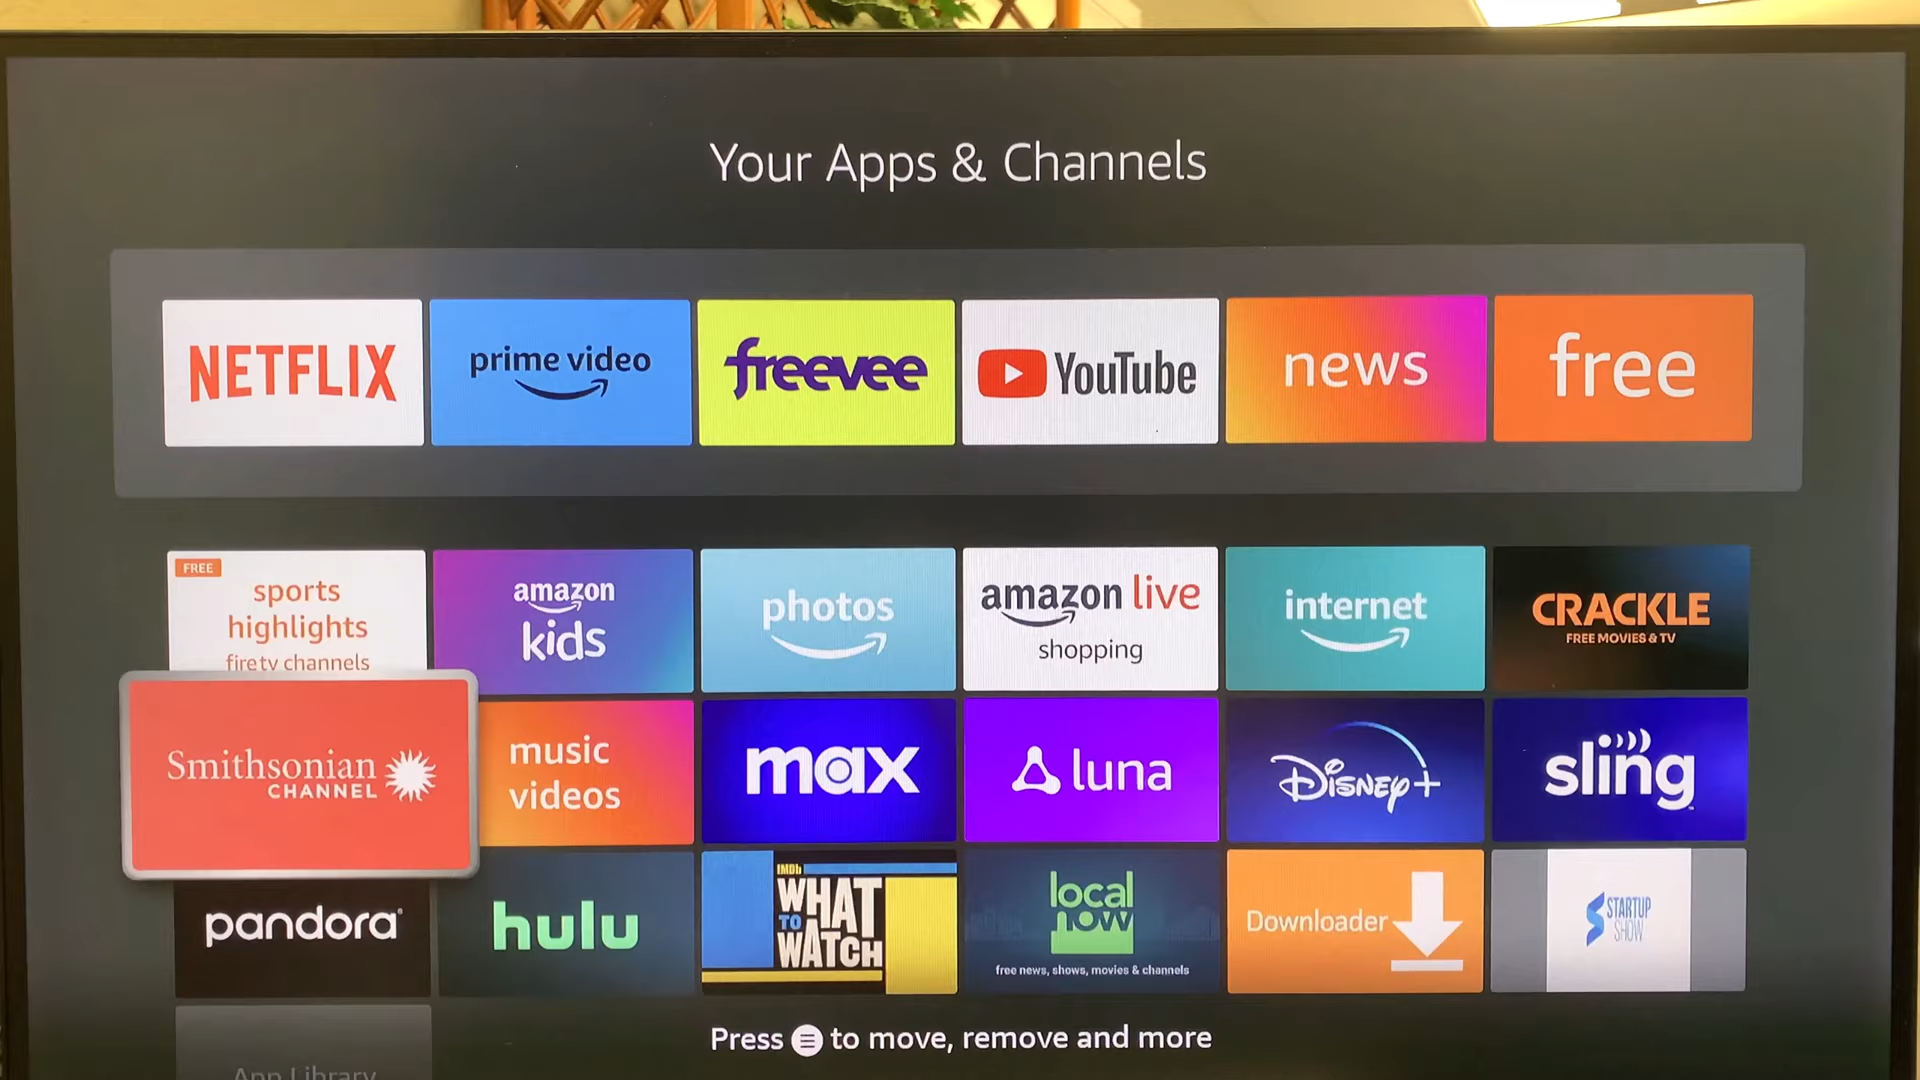 Your Apps & Channels
NETFLIX
prime video
freevee
YouTube
news
free
FREE
sports
highlights
firetv channels
amazon
kids
photos
amazon live
shopping
internet
CRACKLE
FREE MOVIES & TV
Smithsonian
CHANNEL
music
videos
max
luna
Disney+
sling
pandora
hulu
IMDb
WHAT
TO
WATCH
local
now
free news, shows, movies & channels
Downloader
STARTUP
SHOW
Press to move, remove and more
App Library